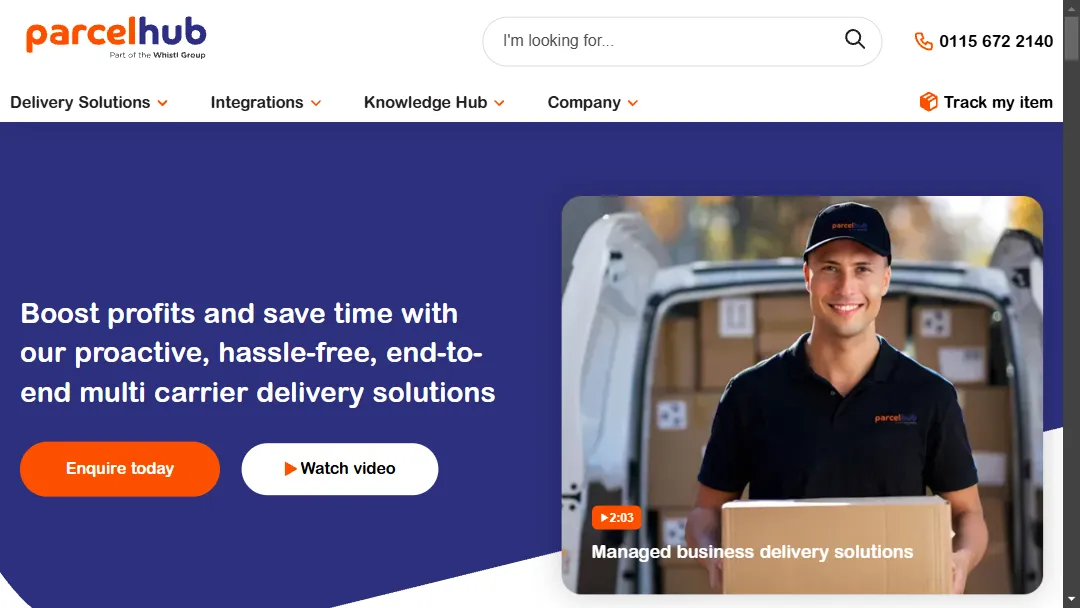 parcelhub
Part of the Whistl Group
I'm looking for...
0115 672 2140
Delivery Solutions
Integrations
Knowledge Hub
Company
Track my item
Boost profits and save time with
our proactive, hassle-free, end-to-
end multi carrier delivery solutions
Enquire today
Watch video
parcelhub
parcelhub
2:03
Managed business delivery solutions